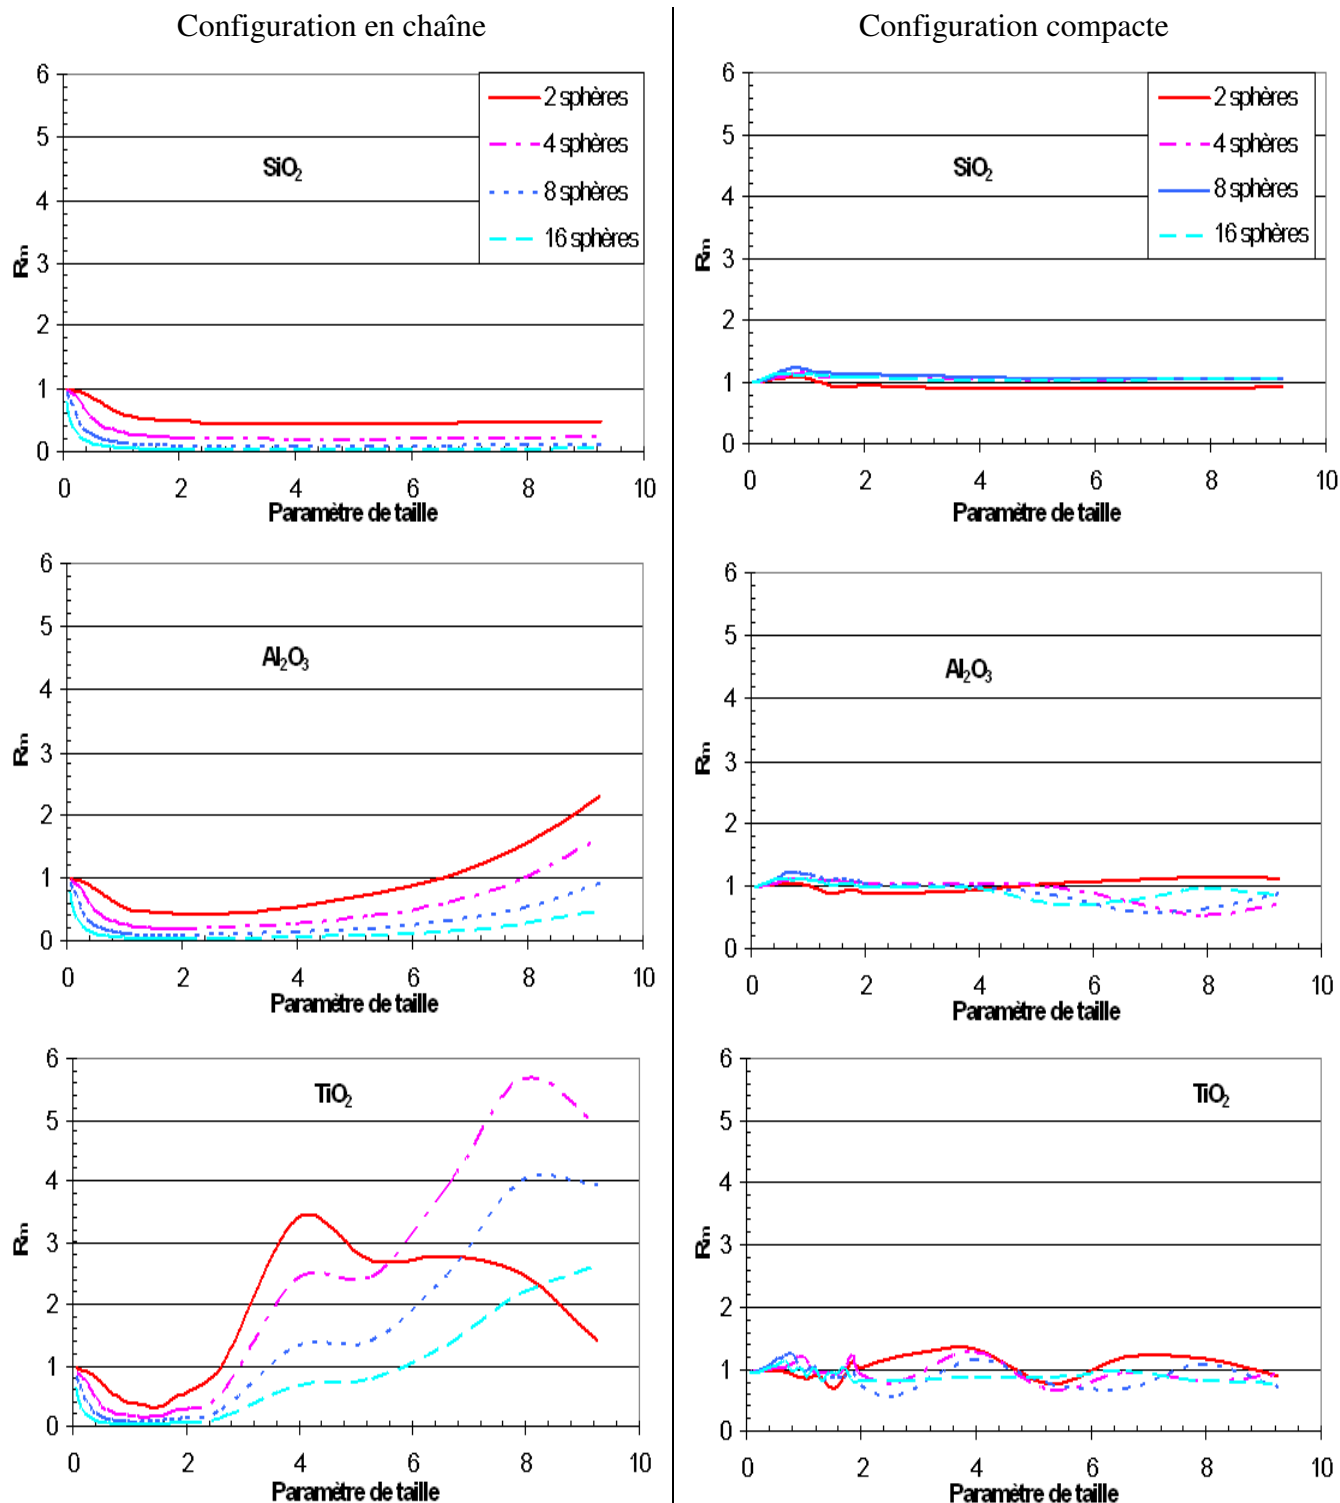 Configuration en chaîne
Configuration compacte
6
5
4
3
2
1
0
Rm
SiO2
2 sphères
4 sphères
8 sphères
16 sphères
0 2 4 6 8 10
Paramètre de taille
6
5
4
3
2
1
0
Rm
SiO2
2 sphères
4 sphères
8 sphères
16 sphères
0 2 4 6 8 10
Paramètre de taille
6
5
4
3
2
1
0
Rm
Al2O3
0 2 4 6 8 10
Paramètre de taille
6
5
4
3
2
1
0
Rm
Al2O3
0 2 4 6 8 10
Paramètre de taille
6
5
4
3
2
1
0
Rm
TiO2
0 2 4 6 8 10
Paramètre de taille
6
5
4
3
2
1
0
Rm
TiO2
0 2 4 6 8 10
Paramètre de taille